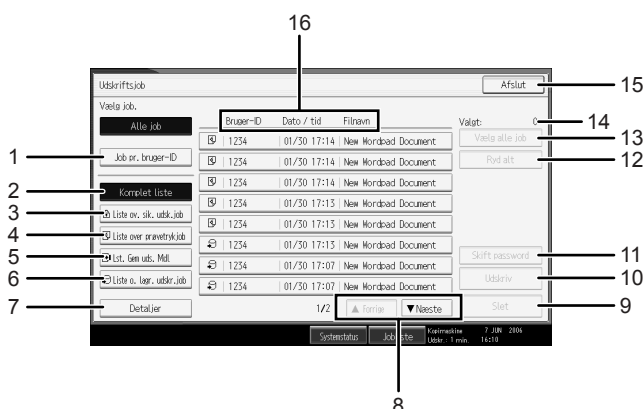 16
Udskriftsjob
Afslut
15
Vælg job.
Alle job
Bruger-ID Dato / tid Filnavn
Valgt: 0
14
1234 01/30 17:14 New Wordpad Document
Vælg alle job
13
1
Job pr. bruger-ID
1234 01/30 17:14 New Wordpad Document
Ryd alt
12
1234 01/30 17:14 New Wordpad Document
2
Komplet liste
1234 01/30 17:13 New Wordpad Document
3
Liste ov. sik. udsk.job
1234 01/30 17:13 New Wordpad Document
4
Liste over prøvetrykjob
1234 01/30 17:13 New Wordpad Document
5
Lst. Gem uds. Mdl
Skift password
11
1234 01/30 17:07 New Wordpad Document
6
Liste o. lagr. udskr.job
Udskriv
10
1234 01/30 17:07 New Wordpad Document
7
Detaljer
1/2
▲ Forrige
▼ Næste
Slet
9
Systemstatus
Jobliste
Kopimaskine 7 JUN 2006
Udskr.: 1 min. 16:10
8